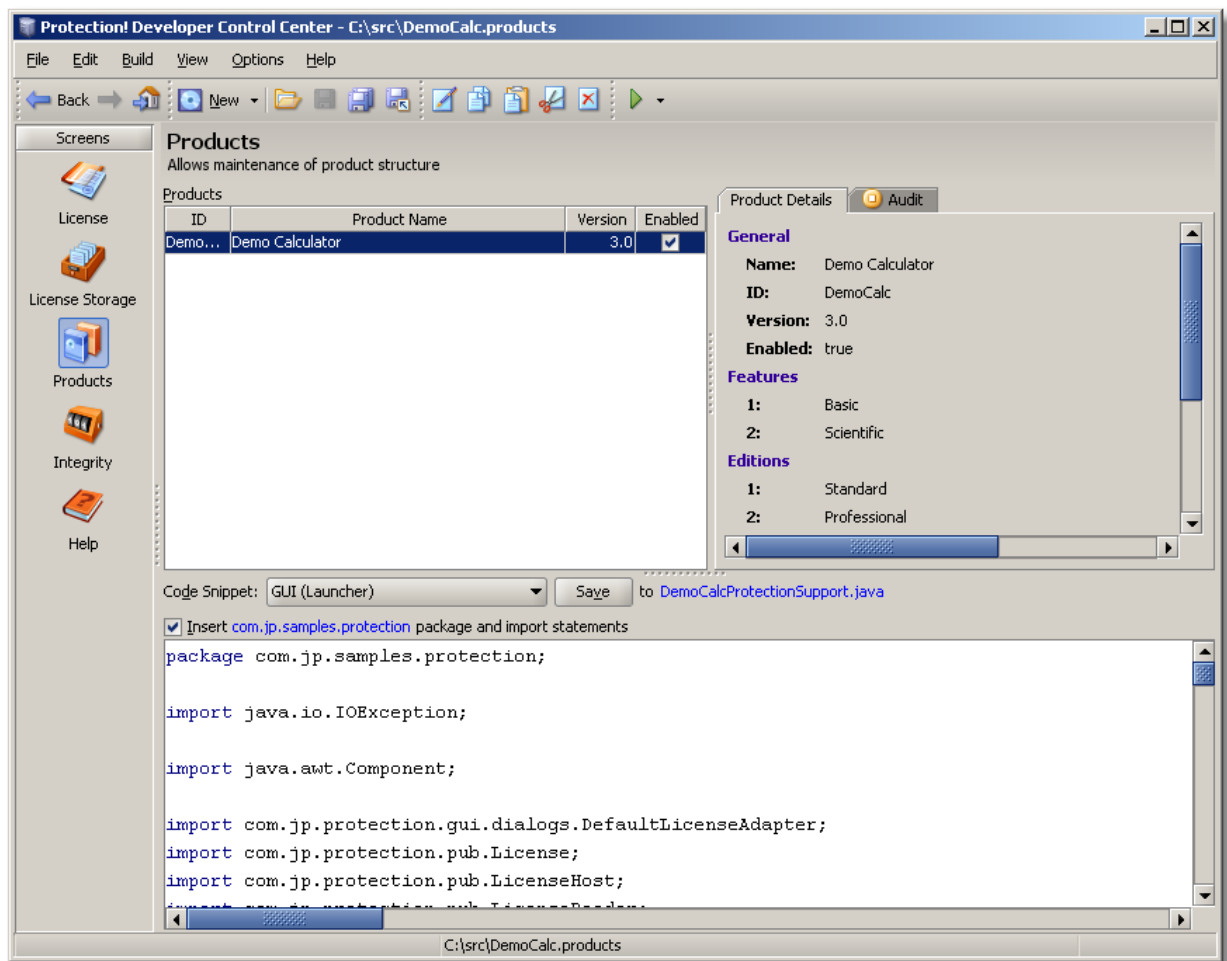 Protection! Developer Control Center - C:\src\DemoCalc.products
File Edit Build View Options Help
Back New
Screens
License
License Storage
Products
Integrity
Help
Products
Allows maintenance of product structure
Products
ID Product Name Version Enabled
Demo... Demo Calculator 3.0
Product Details Audit
General
Name: Demo Calculator
ID: DemoCalc
Version: 3.0
Enabled: true
Features
1: Basic
2: Scientific
Editions
1: Standard
2: Professional
Code Snippet: GUI (Launcher) Save to DemoCalcProtectionSupport.java
Insert com.jp.samples.protection package and import statements
package com.jp.samples.protection;
import java.io.IOException;
import java.awt.Component;
import com.jp.protection.gui.dialogs.DefaultLicenseAdapter;
import com.jp.protection.pub.License;
import com.jp.protection.pub.LicenseHost;
import com.jp.protection.pub.LicenseReader;
C:\src\DemoCalc.products